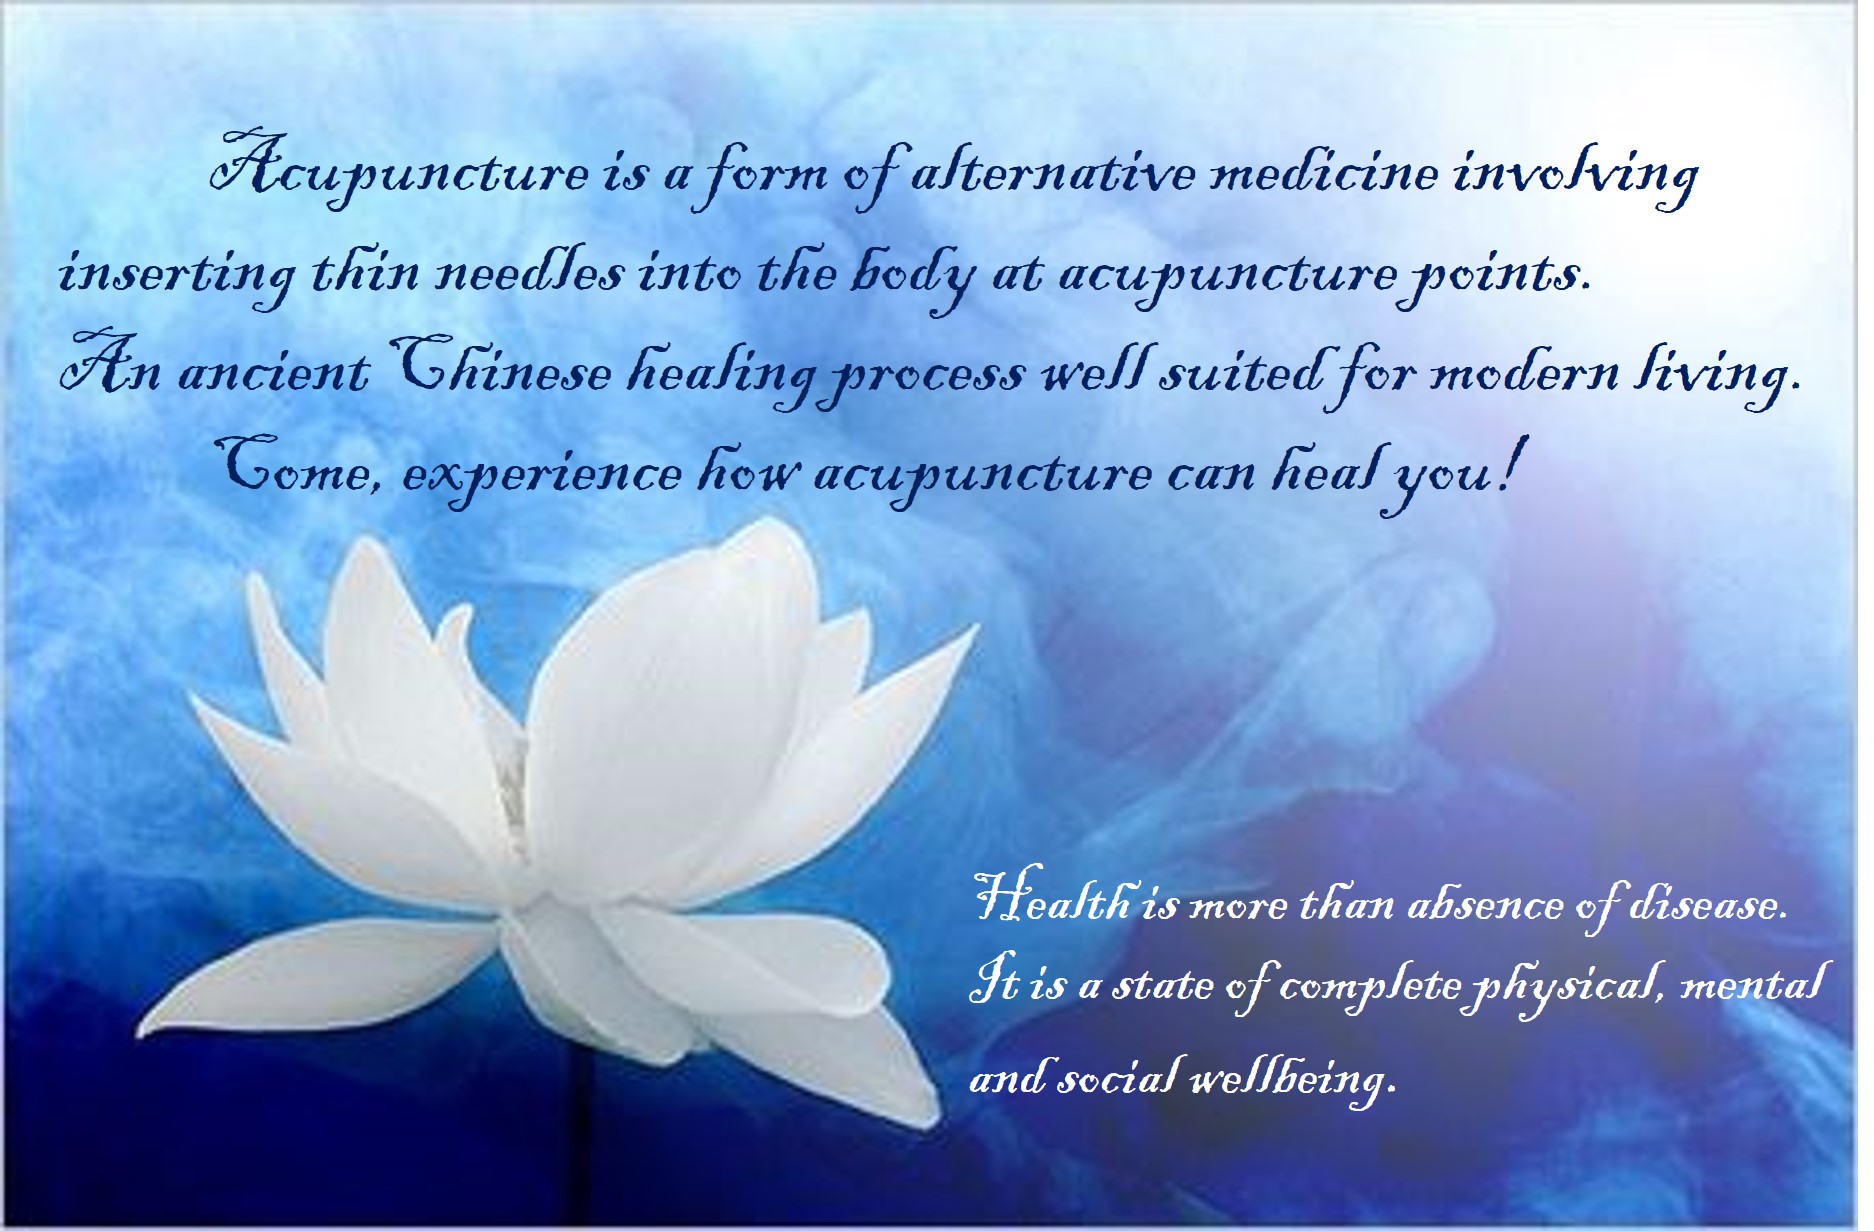 Acupuncture is a form of alternative medicine involving
inserting thin needles into the body at acupuncture points.
An ancient Chinese healing process well suited for modern living.
Come, experience how acupuncture can heal you!
Health is more than absence of disease.
It is a state of complete physical, mental
and social wellbeing.